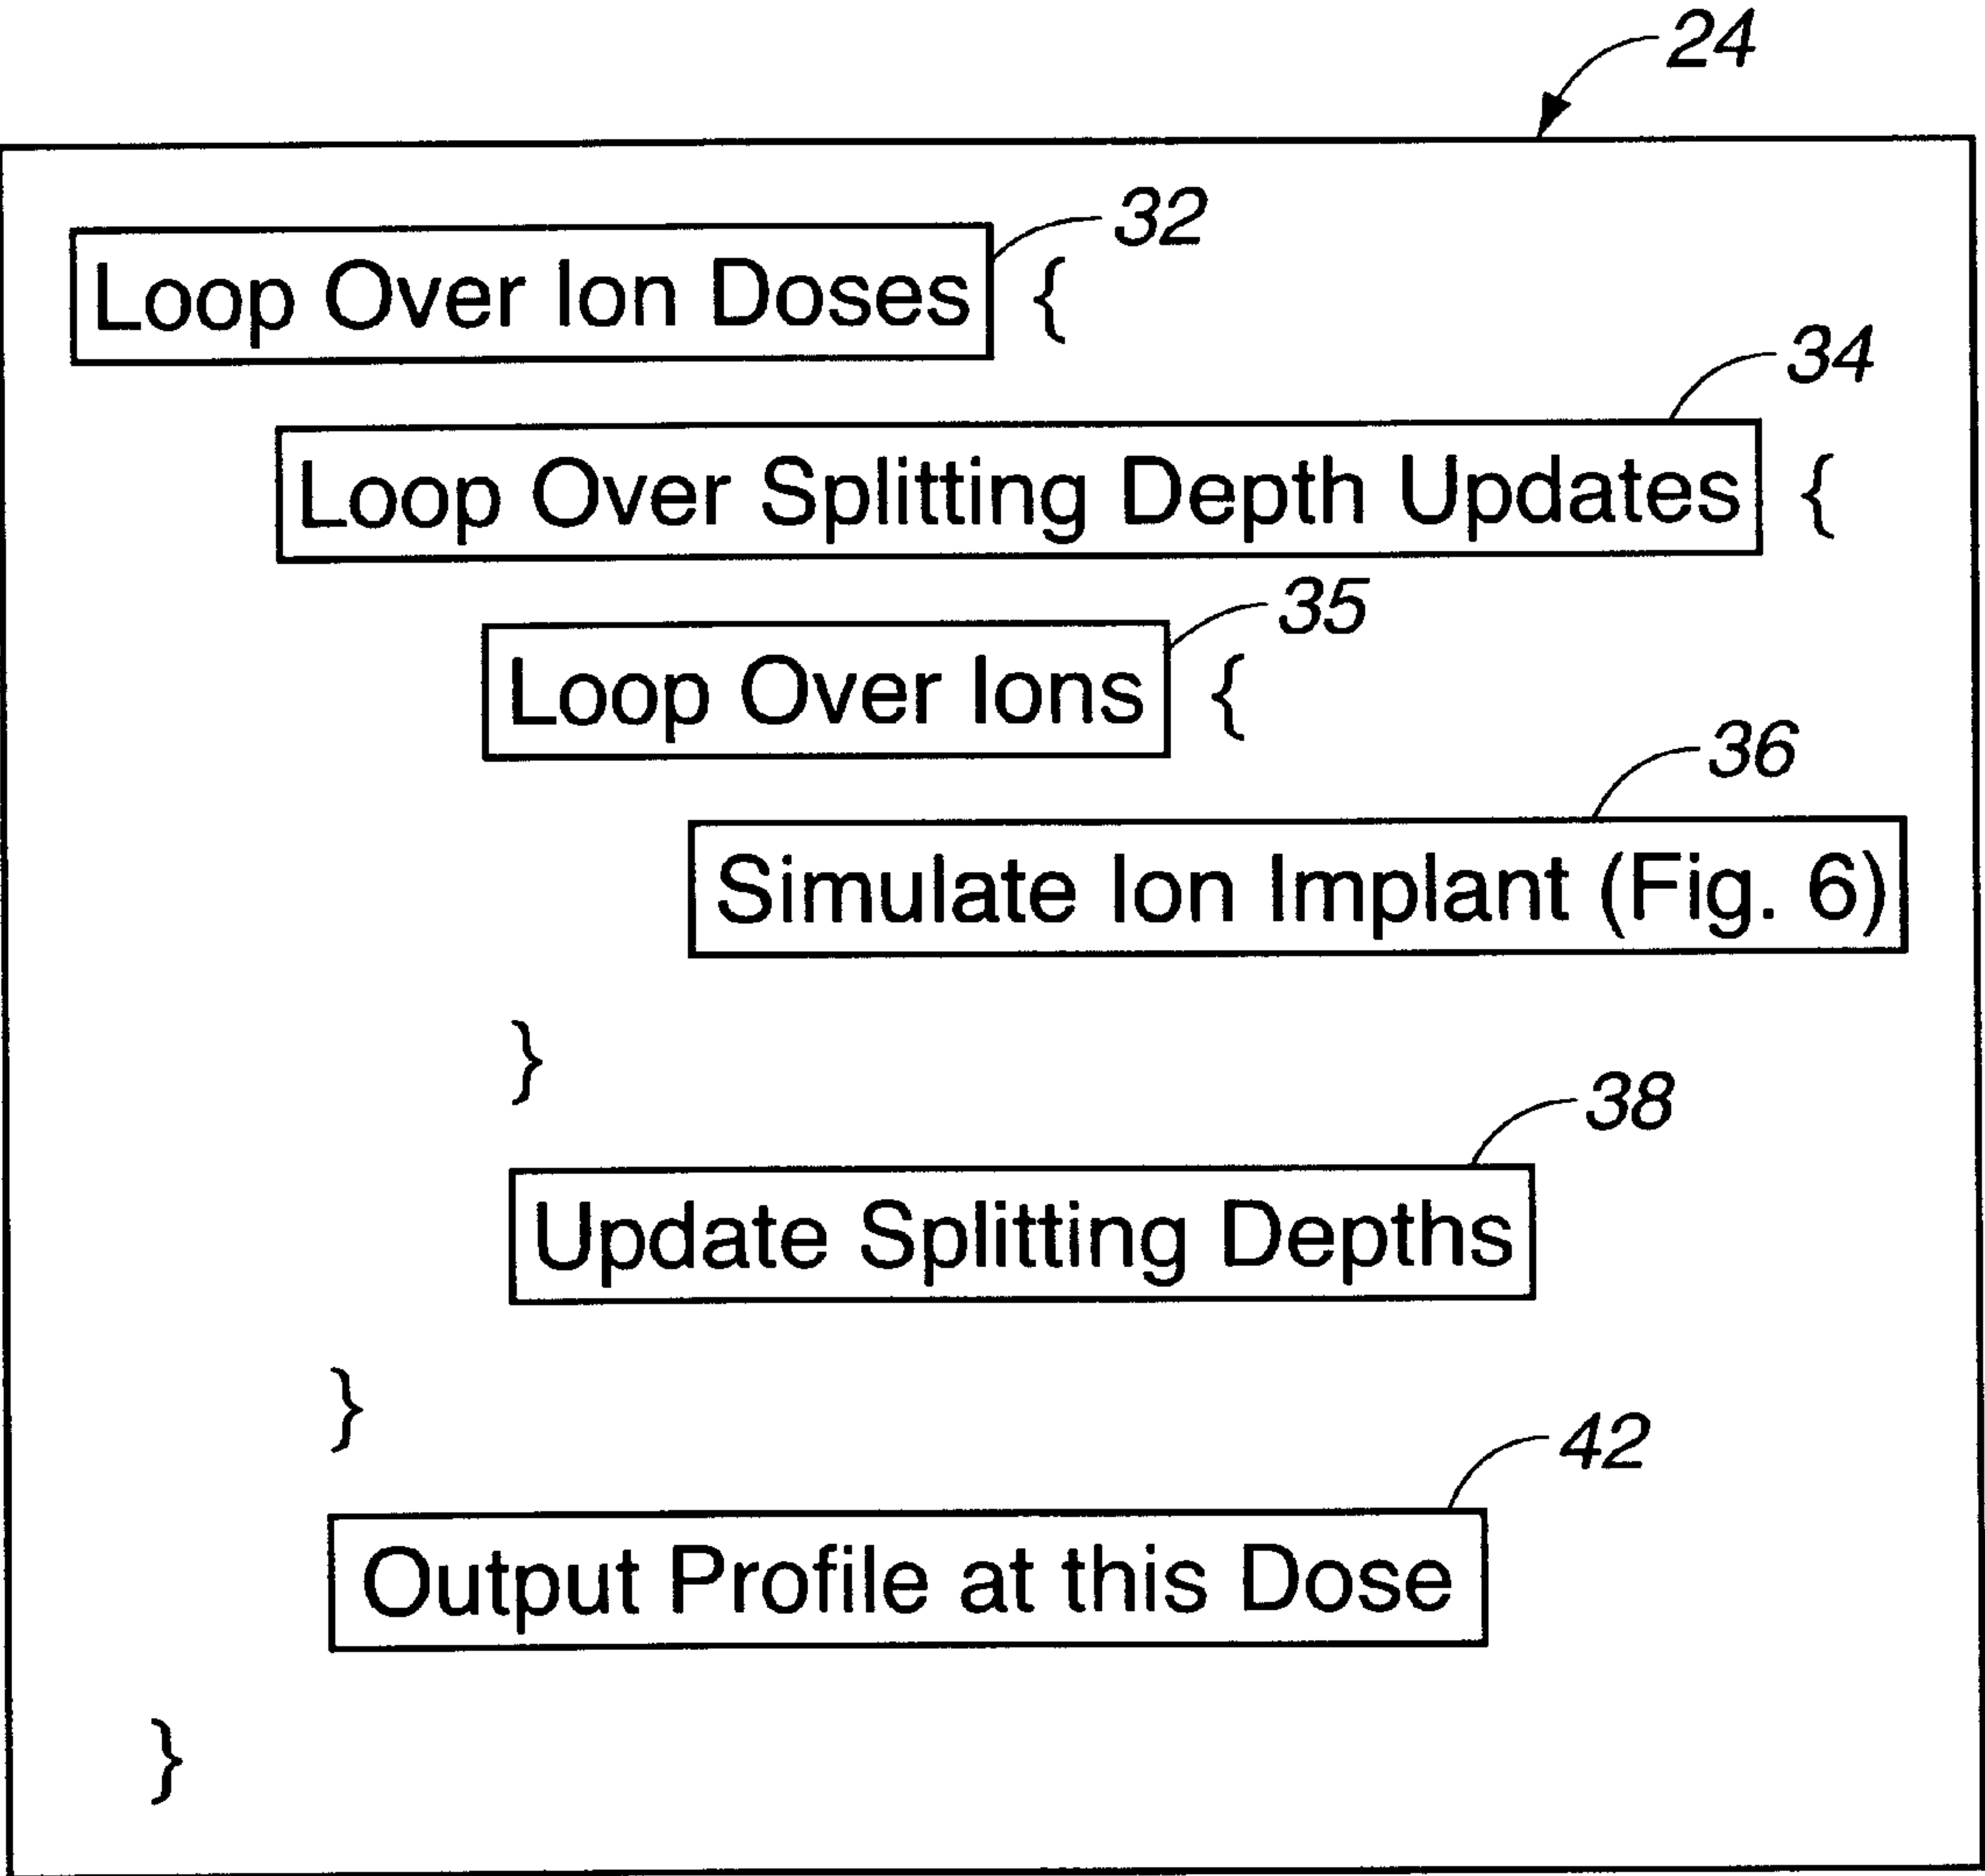 24
32
Loop Over Ion Doses {
34
Loop Over Splitting Depth Updates {
35
Loop Over Ions {
36
Simulate Ion Implant (Fig. 6)
}
38
Update Splitting Depths
}
42
Output Profile at this Dose
}